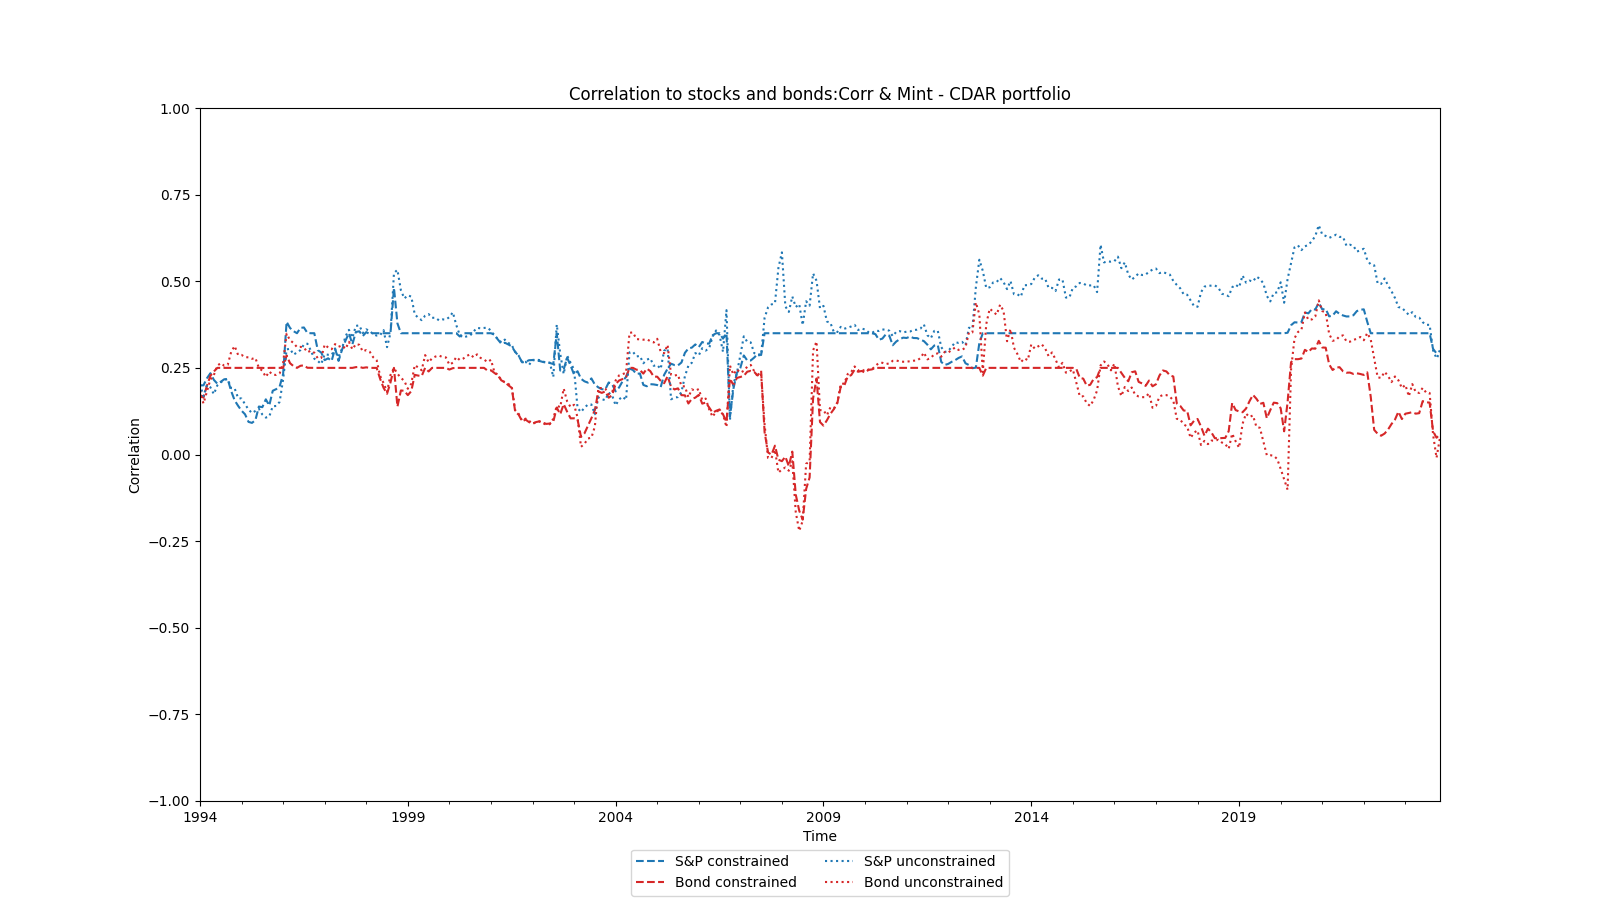 Correlation to stocks and bonds:Corr & Mint - CDAR portfolio
1.00
0.75
0.50
0.25
0.00
−0.25
−0.50
−0.75
−1.00
Correlation
1994 1999 2004 2009 2014 2019
Time
S&P constrained S&P unconstrained
Bond constrained Bond unconstrained